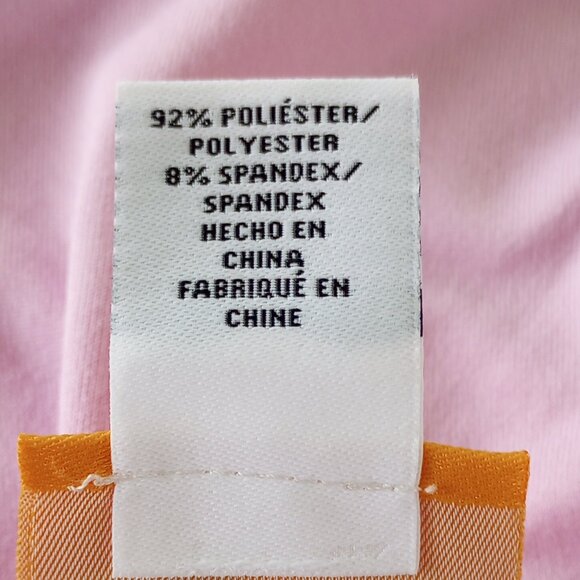 92% POLIÉSTER/
POLYESTER
8% SPANDEX/
SPANDEX
HECHO EN
CHINA
FABRIQUÉ EN
CHINE